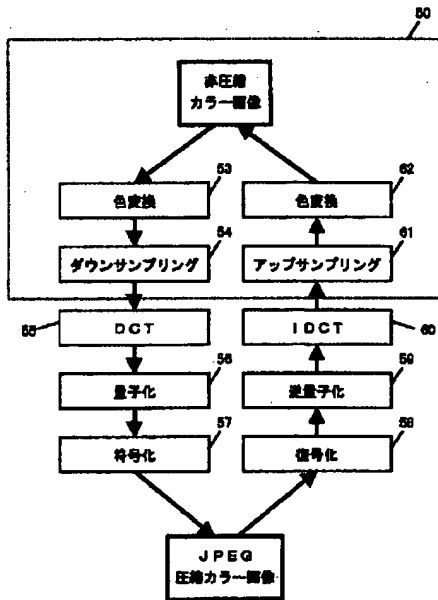 50
非圧縮
カラー画像
53
色変換
62
色変換
54
ダウンサンプリング
61
アップサンプリング
55
DCT
IDCT
60
56
量子化
59
逆量子化
57
符号化
58
復号化
JPEG
圧縮カラー画像